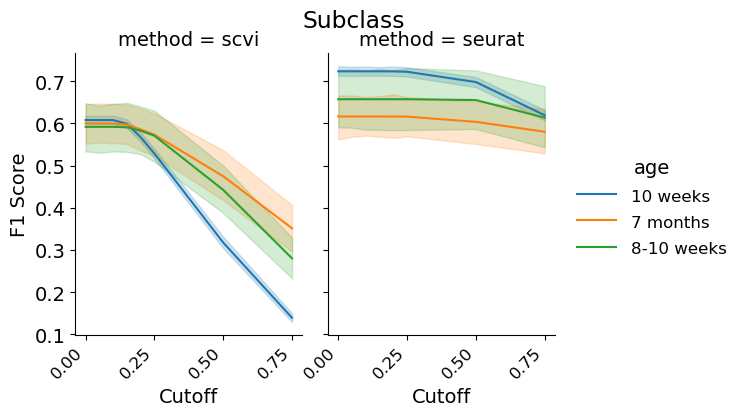 Subclass
method = scvi
method = seurat
F1 Score
0.7
0.6
0.5
0.4
0.3
0.2
0.1
0.00
0.25
0.50
0.75
0.00
0.25
0.50
0.75
Cutoff
Cutoff
age
10 weeks
7 months
8-10 weeks